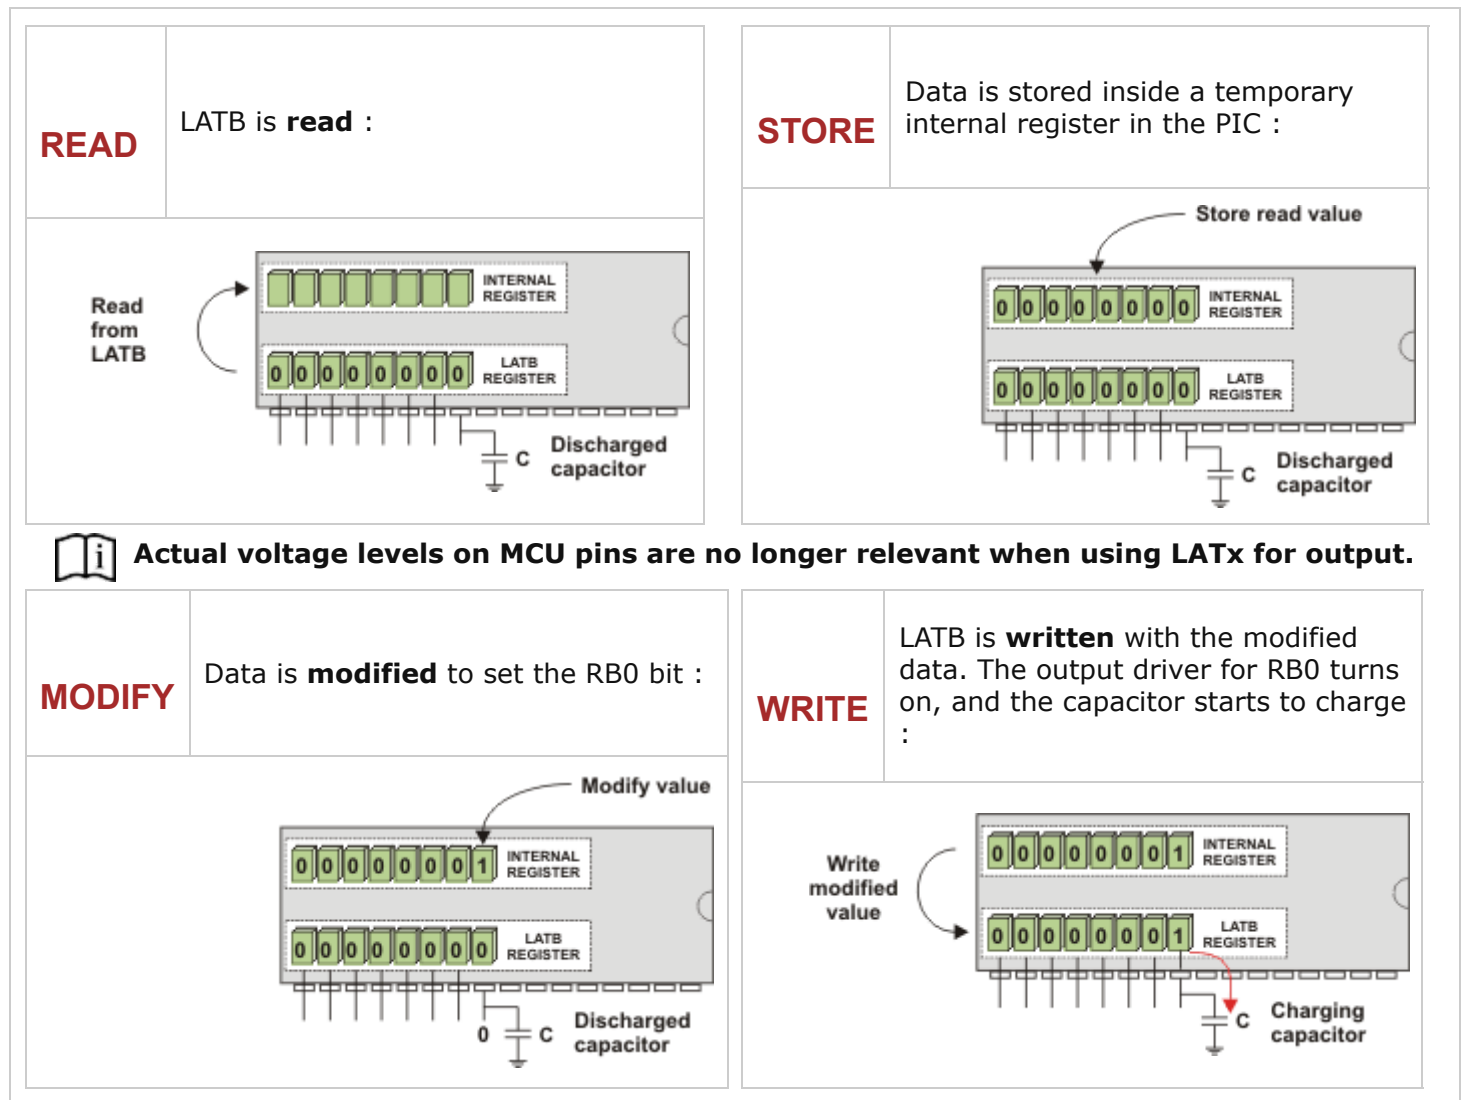 READ
LATB is read :
Read
from
LATB
INTERNAL
REGISTER
0 0 0 0 0 0 0 0
LATB
REGISTER
C
Discharged
capacitor
STORE
Data is stored inside a temporary
internal register in the PIC :
Store read value
0 0 0 0 0 0 0 0
INTERNAL
REGISTER
0 0 0 0 0 0 0 0
LATB
REGISTER
C
Discharged
capacitor
i
Actual voltage levels on MCU pins are no longer relevant when using LATx for output.
MODIFY
Data is modified to set the RB0 bit :
Modify value
0 0 0 0 0 0 0 1
INTERNAL
REGISTER
0 0 0 0 0 0 0 0
LATB
REGISTER
0
C
Discharged
capacitor
WRITE
LATB is written with the modified
data. The output driver for RB0 turns
on, and the capacitor starts to charge
:
Write
modified
value
0 0 0 0 0 0 0 1
INTERNAL
REGISTER
0 0 0 0 0 0 0 1
LATB
REGISTER
C
Charging
capacitor